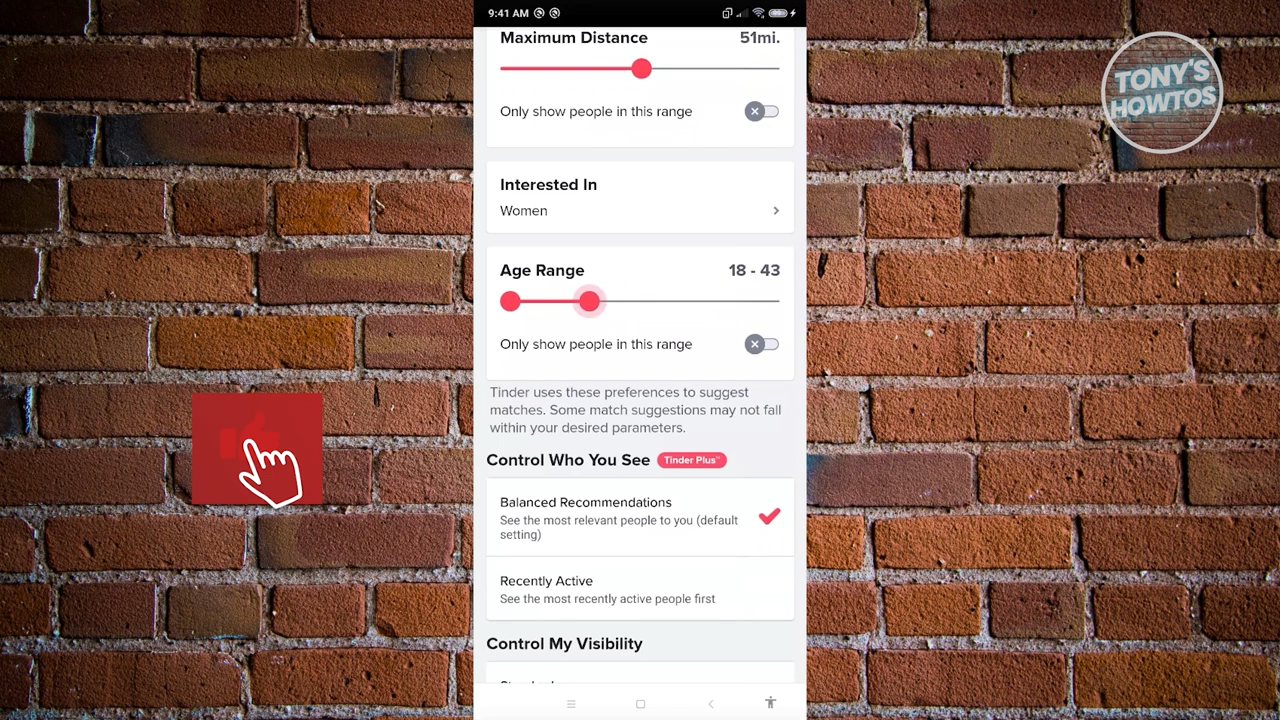 9:41 AM
TONY'S
HOWTOS
Maximum Distance 51mi.
Only show people in this range
Interested In
Women
Age Range 18 - 43
Only show people in this range
Tinder uses these preferences to suggest
matches. Some match suggestions may not fall
within your desired parameters.
Control Who You See Tinder Plus™
Balanced Recommendations
See the most relevant people to you (default
setting)
Recently Active
See the most recently active people first
Control My Visibility